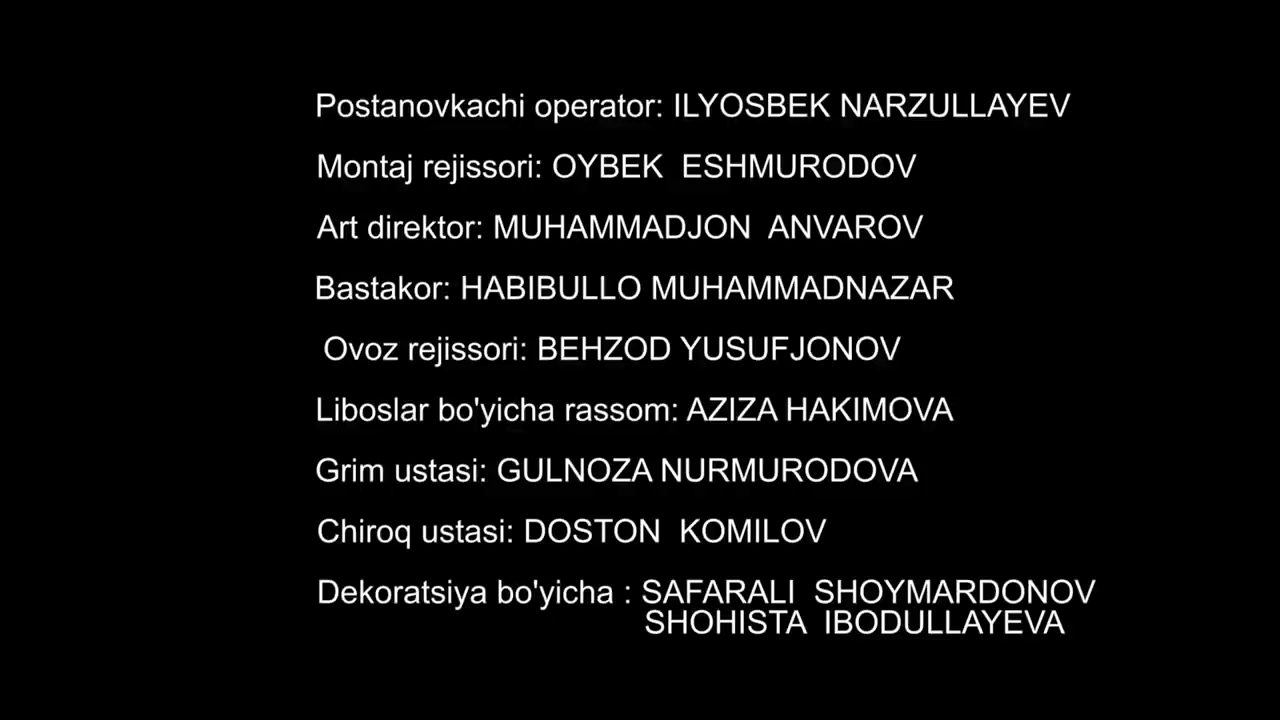 Postanovkachi operator: ILYOSBEK NARZULLAYEV
Montaj rejissori: OYBEK ESHMURODOV
Art direktor: MUHAMMADJON ANVAROV
Bastakor: HABIBULLO MUHAMMADNAZAR
Ovoz rejissori: BEHZOD YUSUFJONOV
Liboslar bo'yicha rassom: AZIZA HAKIMOVA
Grim ustasi: GULNOZA NURMURODOVA
Chiroq ustasi: DOSTON KOMILOV
Dekoratsiya bo'yicha : SAFARALI SHOYMARDONOV
SHOHISTA IBODULLAYEVA